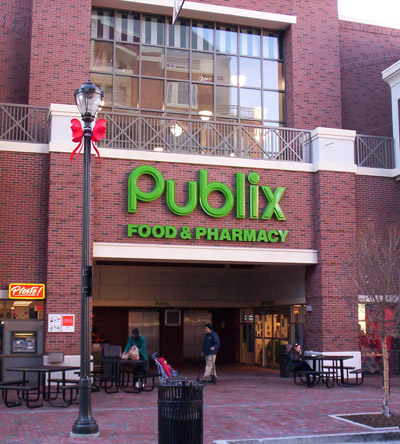 Publix
FOOD & PHARMACY
Presto!